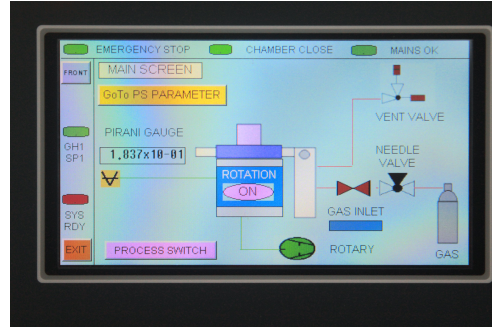 EMERGENCY STOP CHAMBER CLOSE MAINS OK
FRONT
MAIN SCREEN
GoTo PS PARAMETER
VENT VALVE
PIRANI GAUGE
1.037x10-01
GH1
SP1
NEEDLE
VALVE
ROTATION
ON
SYS
RDY
GAS INLET
EXIT
PROCESS SWITCH
ROTARY
GAS